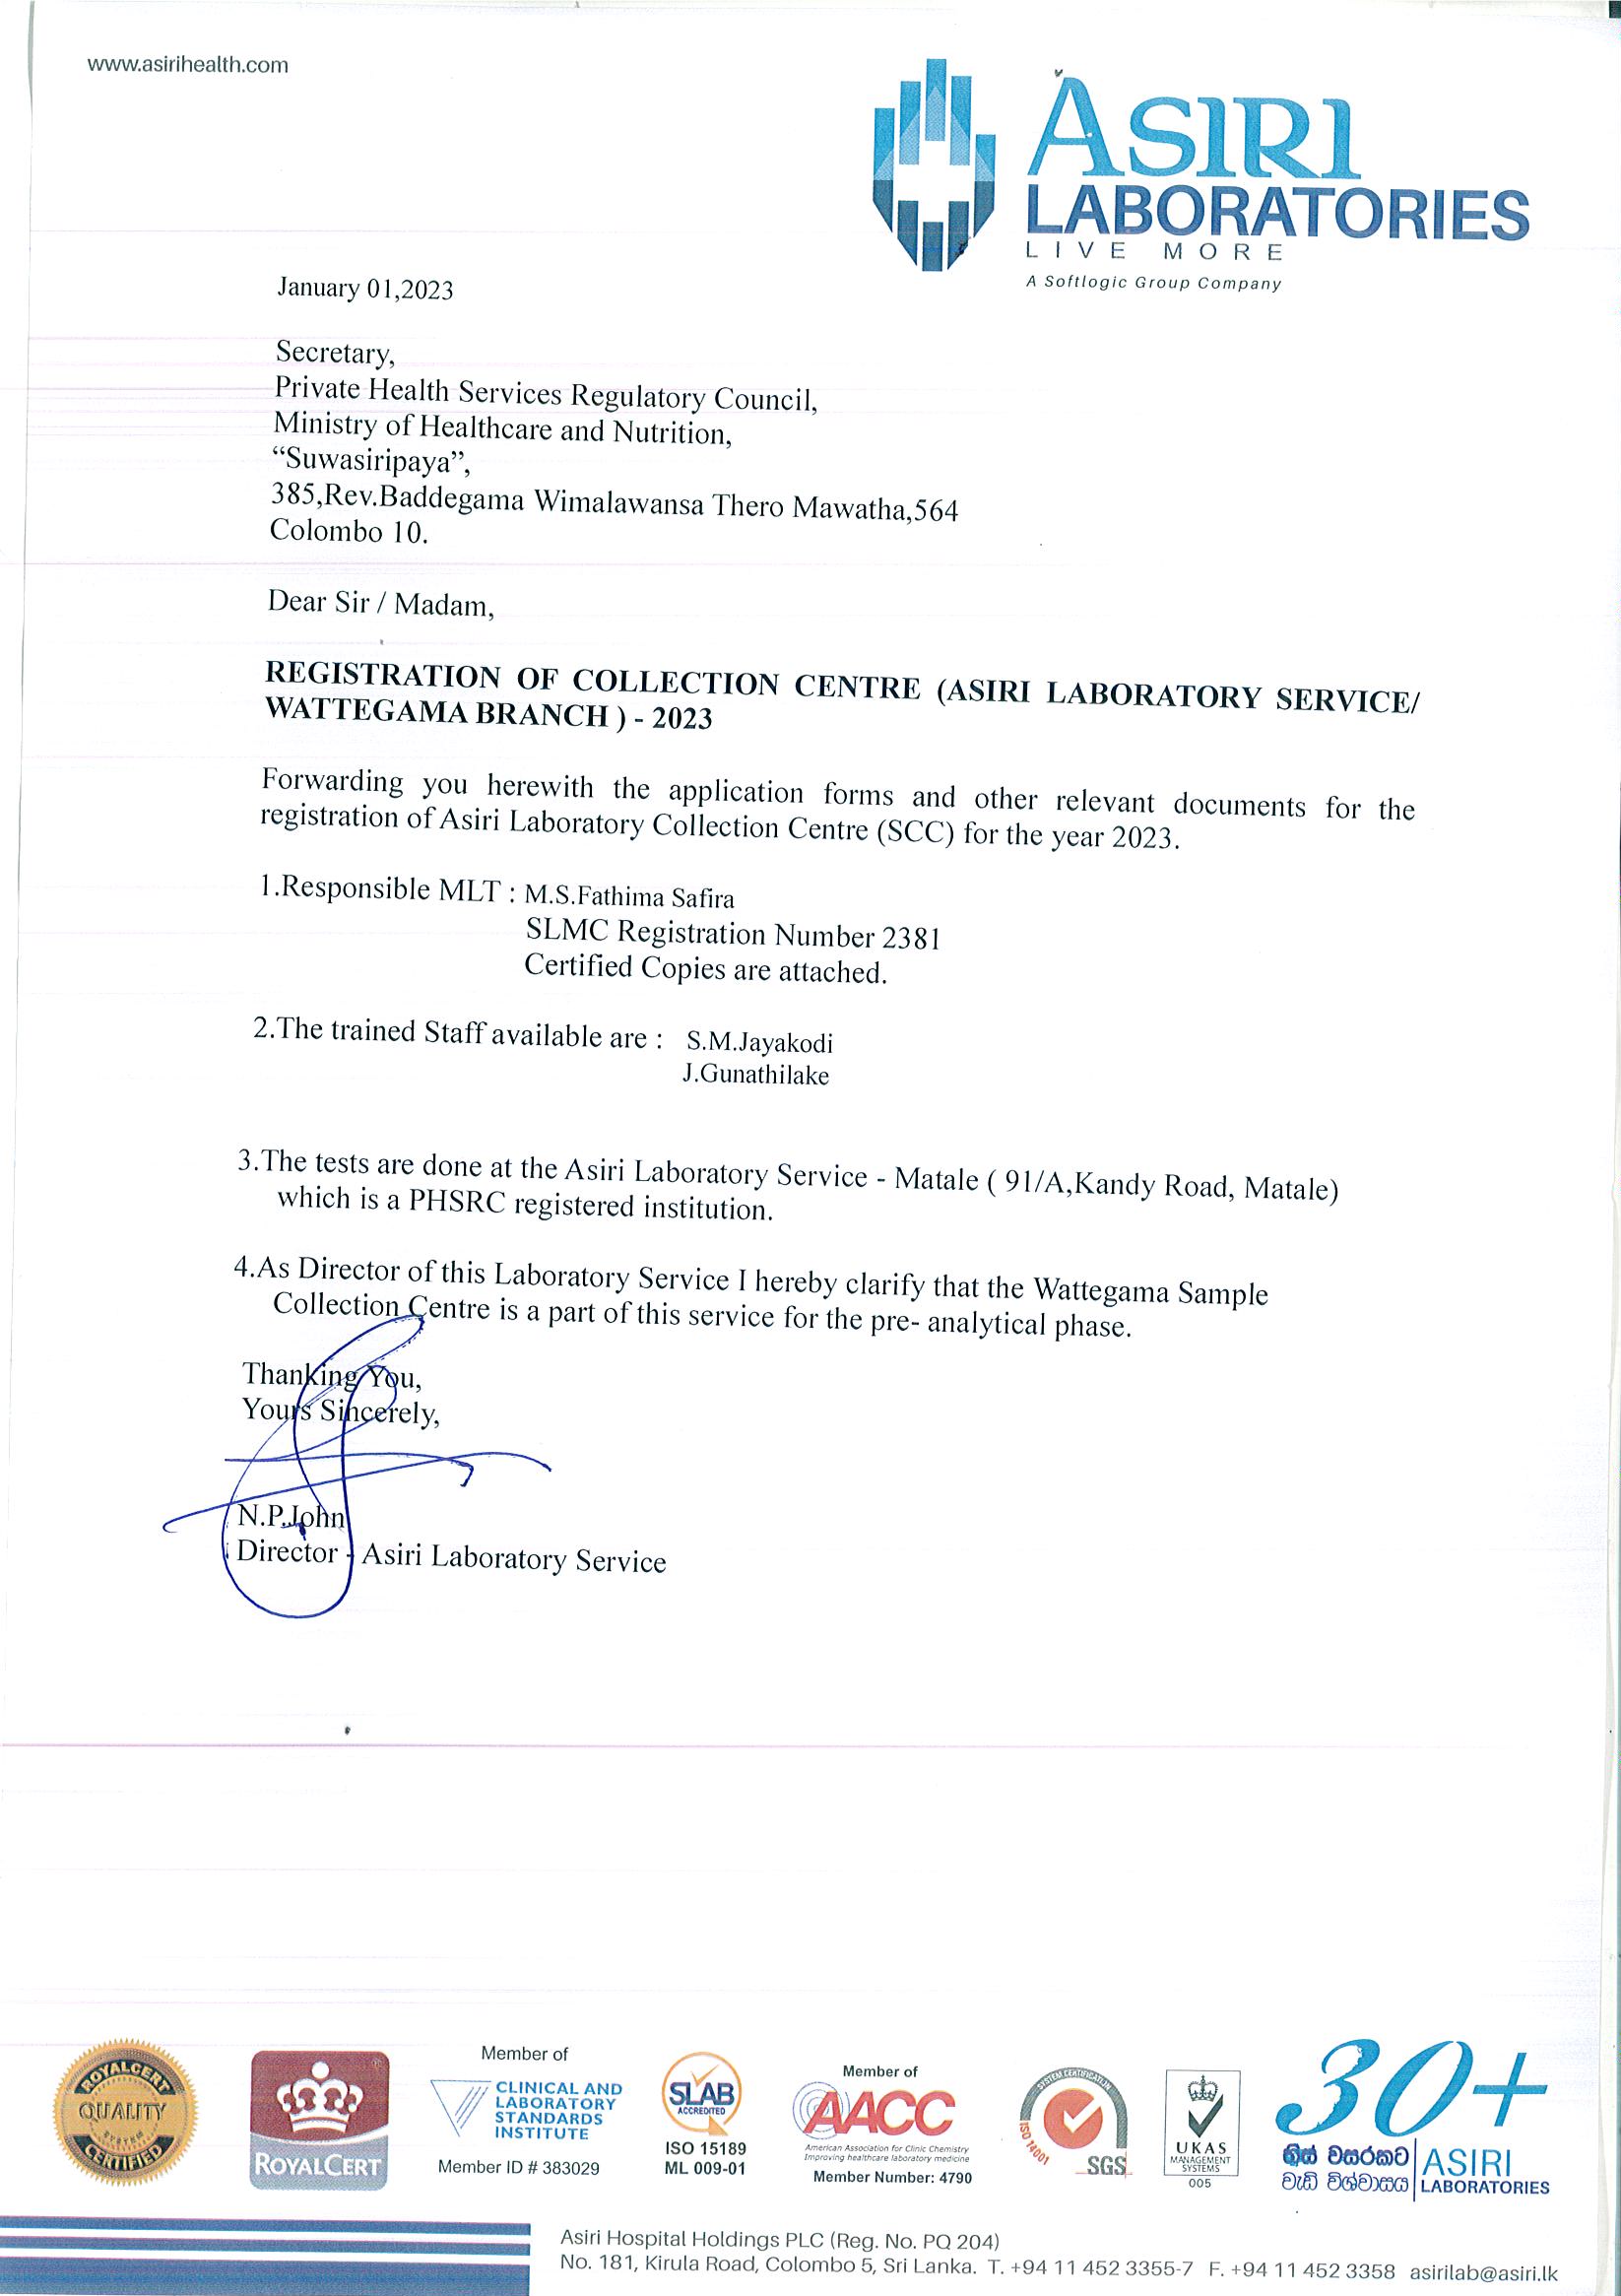 www.asirihealth.com
ASIRI
LABORATORIES
LIVE MORE
A Softlogic Group Company
January 01,2023
Secretary,
Private Health Services Regulatory Council,
Ministry of Healthcare and Nutrition,
“Suwasiripaya”,
385,Rev.Baddegama Wimalawansa Thero Mawatha,564
Colombo 10.
Dear Sir / Madam,
REGISTRATION OF COLLECTION CENTRE (ASIRI LABORATORY SERVICE/
WATTEGAMA BRANCH ) - 2023
Forwarding you herewith the application forms and other relevant documents for the
registration of Asiri Laboratory Collection Centre (SCC) for the year 2023.
1.Responsible MLT : M.S.Fathima Safira
SLMC Registration Number 2381
Certified Copies are attached.
2.The trained Staff available are : S.M.Jayakodi
J.Gunathilake
3.The tests are done at the Asiri Laboratory Service - Matale ( 91/A,Kandy Road, Matale)
which is a PHSRC registered institution.
4.As Director of this Laboratory Service I hereby clarify that the Wattegama Sample
Collection Centre is a part of this service for the pre- analytical phase.
Thanking You,
Yours Sincerely,
N.P.John
Director - Asiri Laboratory Service
ROYALCERT
QUALITY
SYSTEM
CERTIFIED
ROYALCERT
Member of
CLINICAL AND
LABORATORY
STANDARDS
INSTITUTE
Member ID # 383029
SLAB
ACCREDITED
ISO 15189
ML 009-01
Member of
AACC
American Association for Clinic Chemistry
Improving healthcare laboratory medicine
Member Number: 4790
SYSTEM CERTIFICATION
ISO 14001
SGS
UKAS
MANAGEMENT
SYSTEMS
005
30+
තිස් වසරකට
වැඩි විශ්වාසය
ASIRI
LABORATORIES
Asiri Hospital Holdings PLC (Reg. No. PQ 204)
No. 181, Kirula Road, Colombo 5, Sri Lanka. T. +94 11 452 3355-7 F. +94 11 452 3358 asirilab@asiri.lk